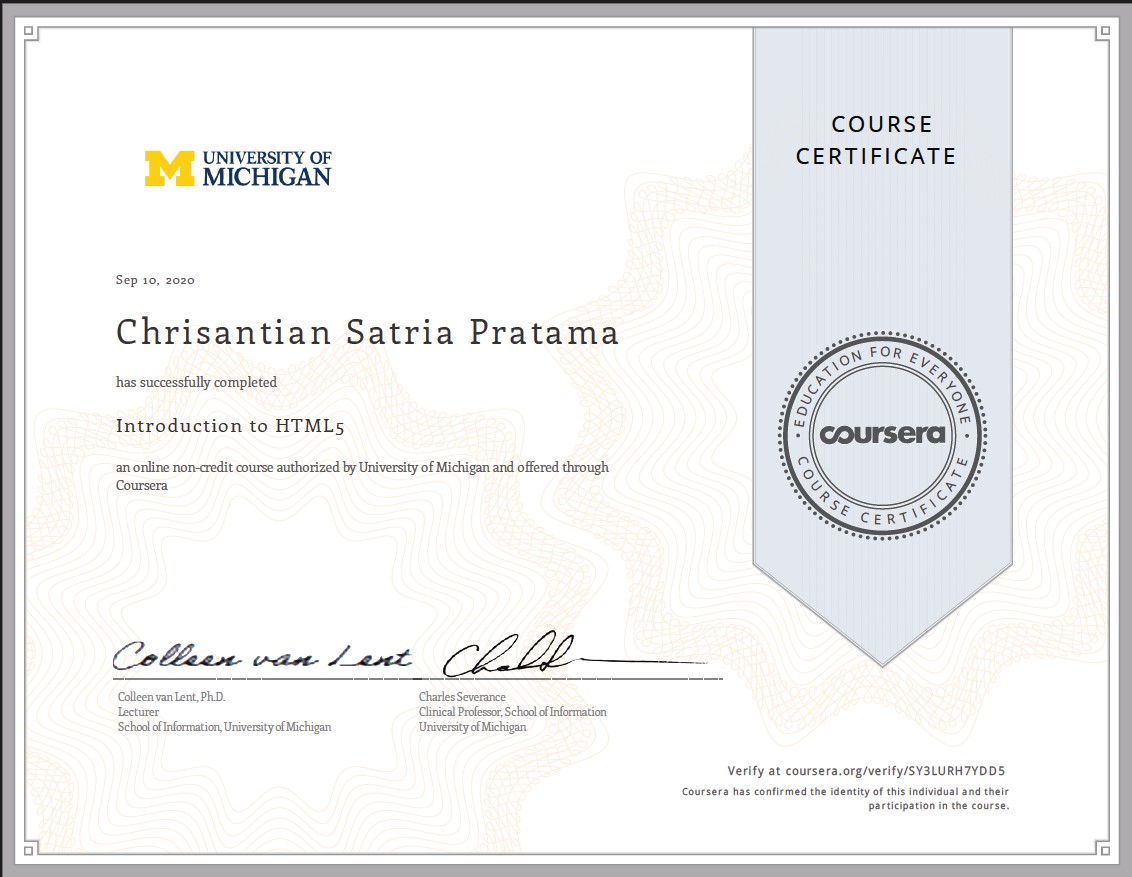 COURSE
CERTIFICATE
M UNIVERSITY OF
MICHIGAN
Sep 10, 2020
Chrisantian Satria Pratama
has successfully completed
Introduction to HTML5
an online non-credit course authorized by University of Michigan and offered through
Coursera
EDUCATION FOR EVERYONE
coursera
COURSE CERTIFICATE
Colleen van Lent
Colleen van Lent, Ph.D.
Lecturer
School of Information, University of Michigan
Charles Severance
Clinical Professor, School of Information
University of Michigan
Verify at coursera.org/verify/SY3LURH7YDD5
Coursera has confirmed the identity of this individual and their
participation in the course.